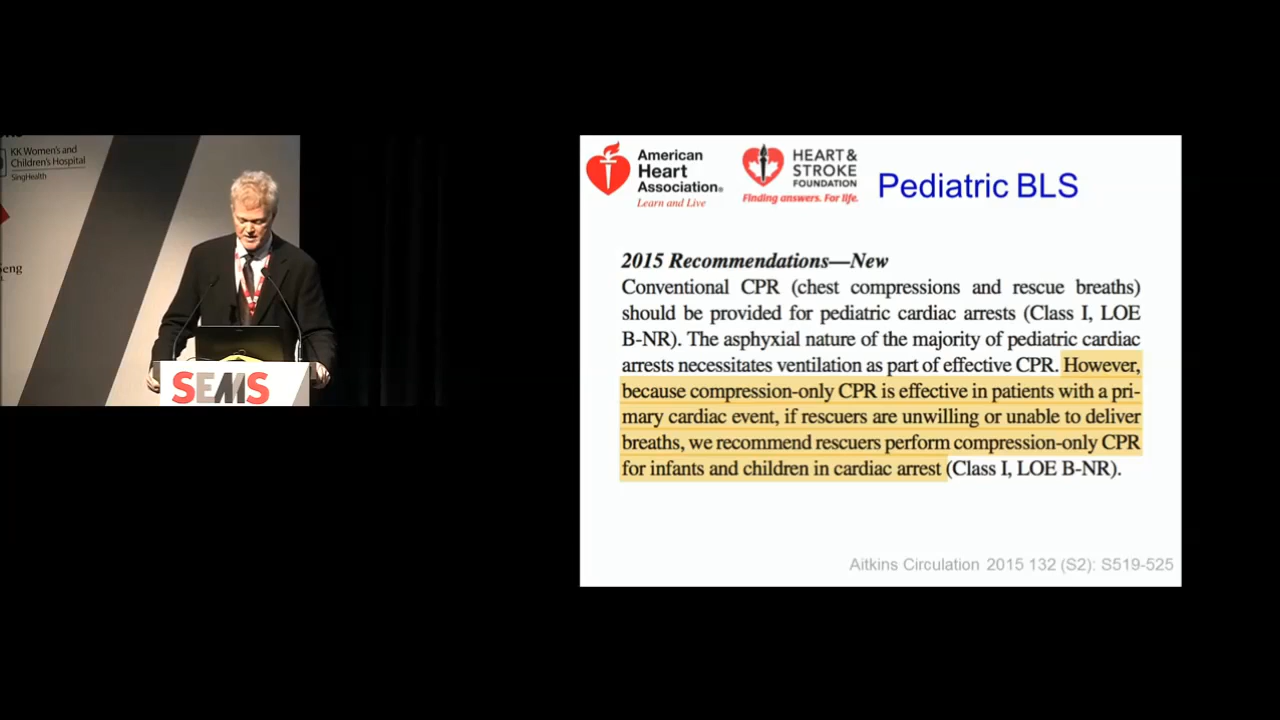 KK Women's and
Children's Hospital
SingHealth
SEMS
American
Heart
Association®
Learn and Live
HEART &
STROKE
FOUNDATION
Finding answers. For life.
Pediatric BLS
2015 Recommendations—New
Conventional CPR (chest compressions and rescue breaths)
should be provided for pediatric cardiac arrests (Class I, LOE
B-NR). The asphyxial nature of the majority of pediatric cardiac
arrests necessitates ventilation as part of effective CPR. However,
because compression-only CPR is effective in patients with a pri-
mary cardiac event, if rescuers are unwilling or unable to deliver
breaths, we recommend rescuers perform compression-only CPR
for infants and children in cardiac arrest (Class I, LOE B-NR).
Aitkins Circulation 2015 132 (S2): S519-525